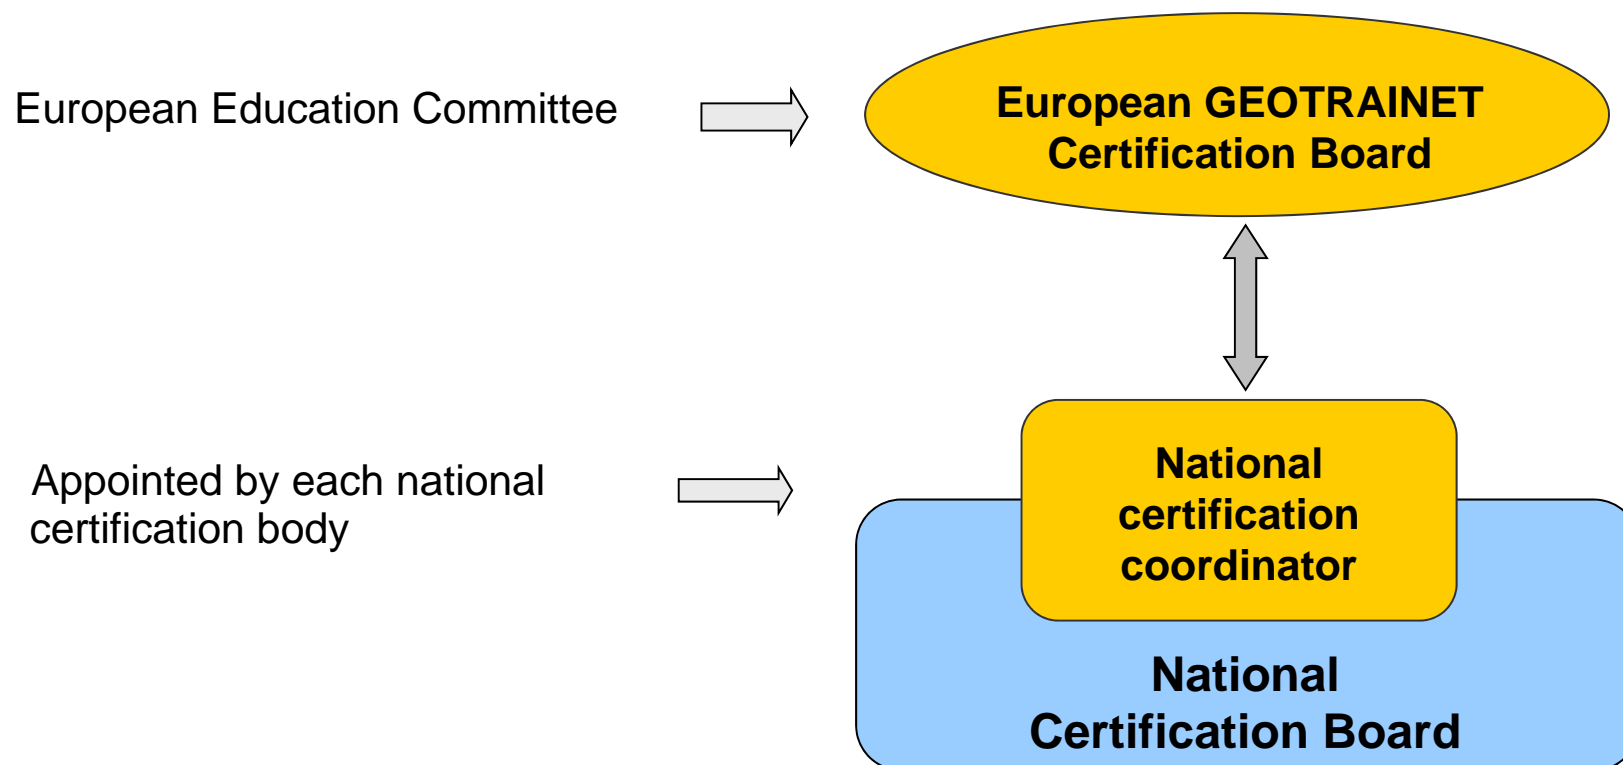 European Education Committee
European GEOTRAINET
Certification Board
Appointed by each national
certification body
National
certification
coordinator
National
Certification Board